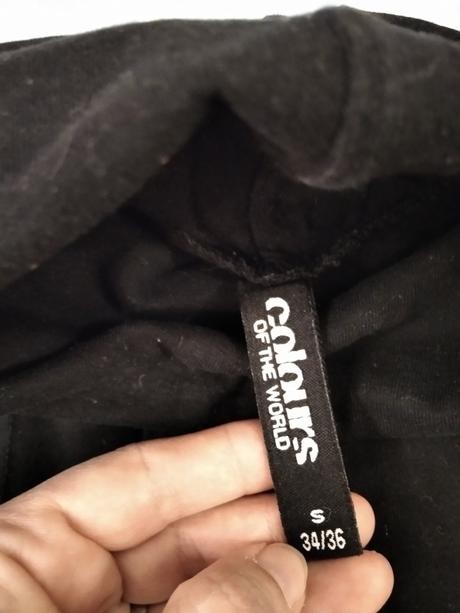 colours
OF THE WORLD
S
34/36